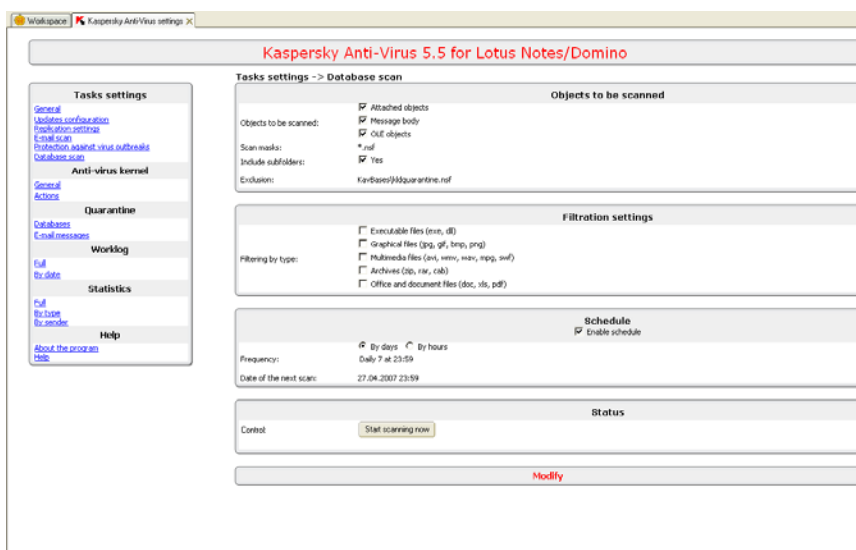 Workspace
Kaspersky Anti-Virus settings
Kaspersky Anti-Virus 5.5 for Lotus Notes/Domino
Tasks settings
General
Updates configuration
Replication settings
E-mail scan
Protection against virus outbreaks
Database scan
Anti-virus kernel
General
Actions
Quarantine
Databases
E-mail messages
Worklog
Full
By date
Statistics
Full
By type
By sender
Help
About the program
Help
Tasks settings -> Database scan
Objects to be scanned
Objects to be scanned:
Attached objects
Message body
OLE objects
Scan masks: *.nsf
Include subfolders: Yes
Exclusion: KavBases\kldquarantine.nsf
Filtration settings
Filtering by type:
Executable files (exe, dll)
Graphical files (jpg, gif, bmp, png)
Multimedia files (avi, wmv, wav, mpg, swf)
Archives (zip, rar, cab)
Office and document files (doc, xls, pdf)
Schedule
Enable schedule
By days By hours
Frequency: Daily 7 at 23:59
Date of the next scan: 27.04.2007 23:59
Status
Control: Start scanning now
Modify